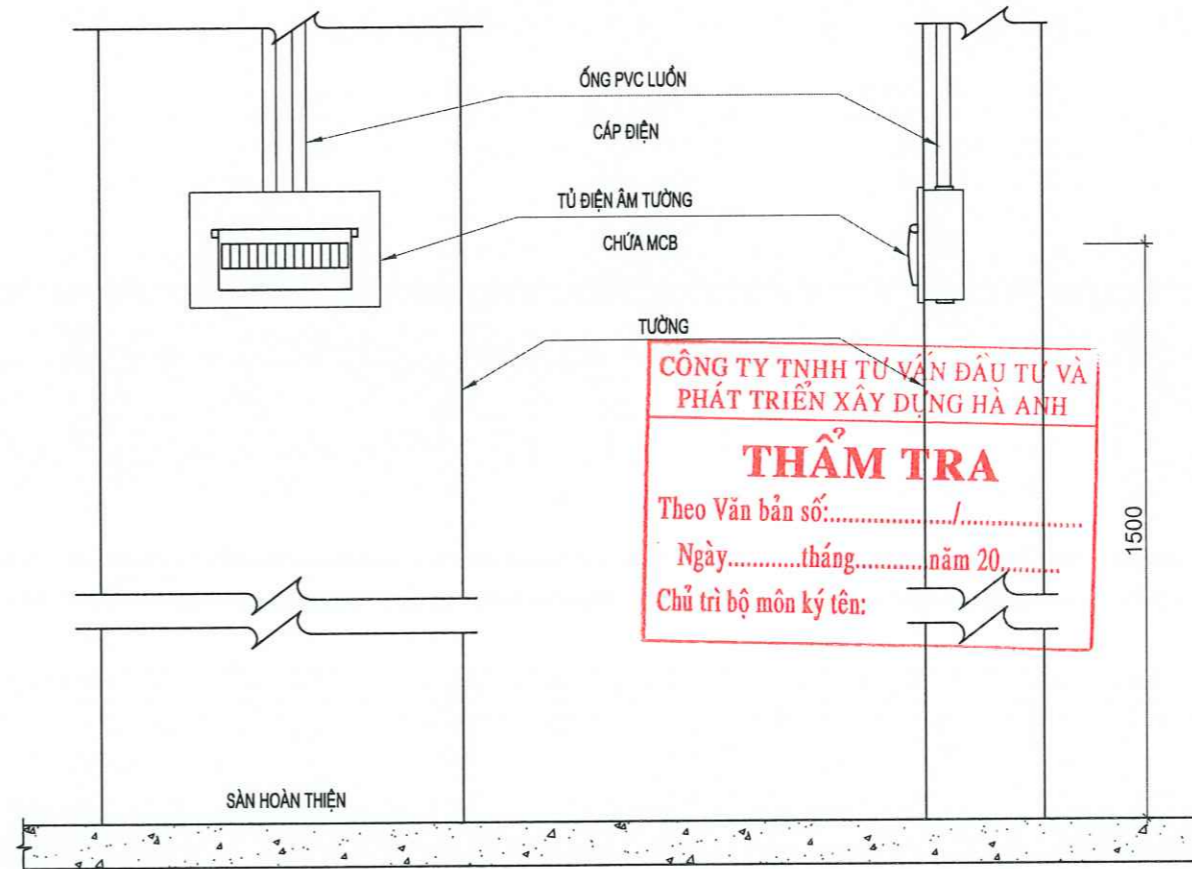 ỐNG PVC LUỒN
CÁP ĐIỆN
TỦ ĐIỆN ÂM TƯỜNG
CHỨA MCB
TƯỜNG
CÔNG TY TNHH TƯ VẤN ĐẦU TƯ VÀ
PHÁT TRIỂN XÂY DỰNG HÀ ANH
THẨM TRA
Theo Văn bản số:................../..................
Ngày...........tháng...........năm 20.........
Chủ trì bộ môn ký tên:
1500
SÀN HOÀN THIỆN